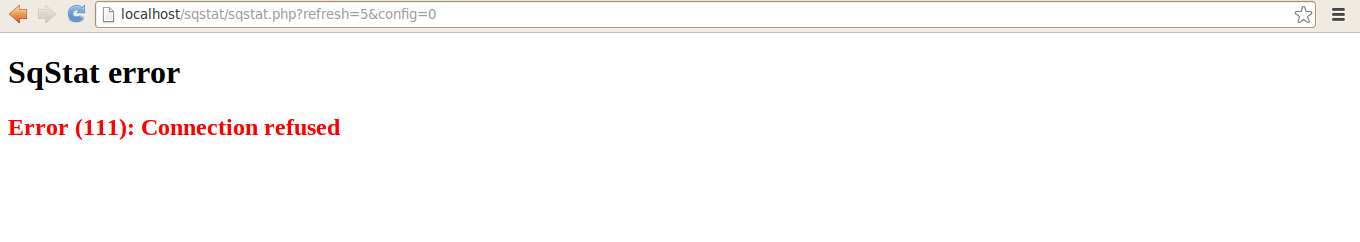 localhost/sqstat/sqstat.php?refresh=5&config=0
SqStat error
Error (111): Connection refused